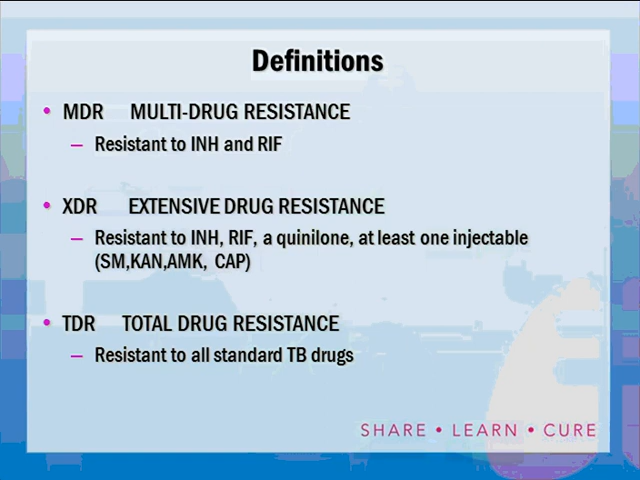 Definitions
• MDR MULTI-DRUG RESISTANCE
– Resistant to INH and RIF
• XDR EXTENSIVE DRUG RESISTANCE
– Resistant to INH, RIF, a quinilone, at least one injectable
(SM,KAN,AMK, CAP)
• TDR TOTAL DRUG RESISTANCE
– Resistant to all standard TB drugs
SHARE • LEARN • CURE